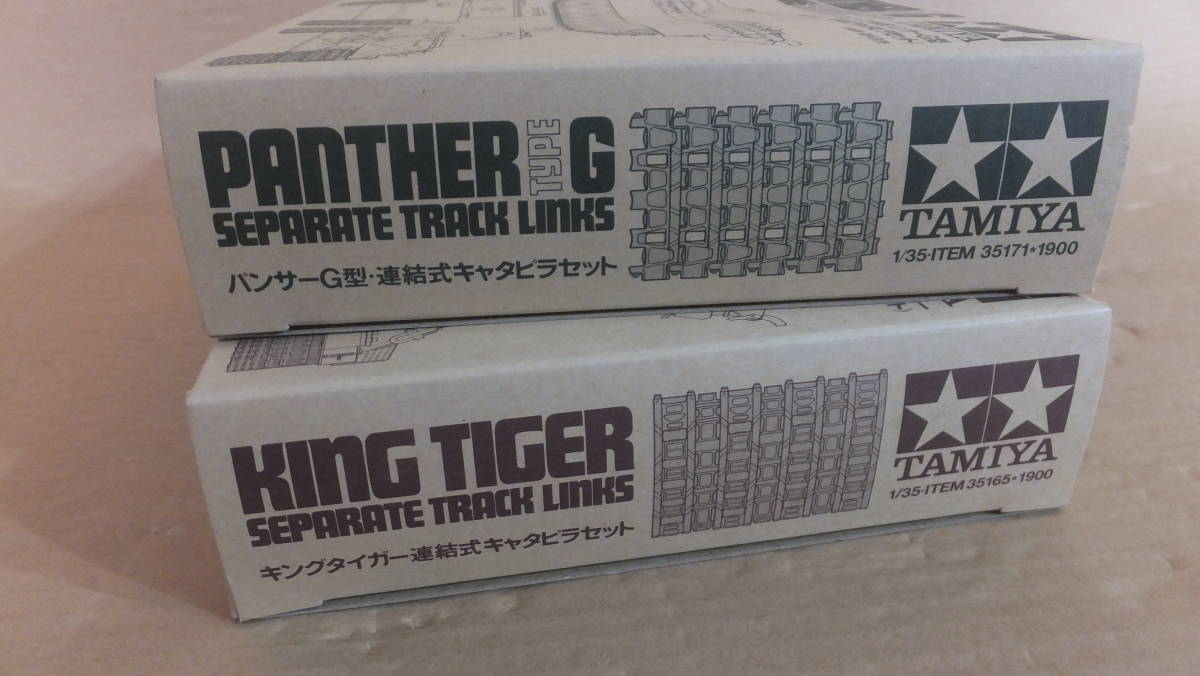 PANTHER TYPE G
SEPARATE TRACK LINKS
パンサーG型・連結式キャタピラセット
TAMIYA
1/35・ITEM 35171★1900
KING TIGER
SEPARATE TRACK LINKS
キングタイガー連結式キャタピラセット
TAMIYA
1/35・ITEM 35165★1900